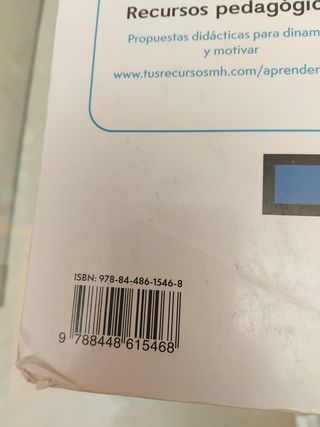 Recursos pedagógic
Propuestas didácticas para dinam
y motivar
www.tusrecursosmh.com/aprender
ISBN: 978-84-486-1546-8
9 788448 615468